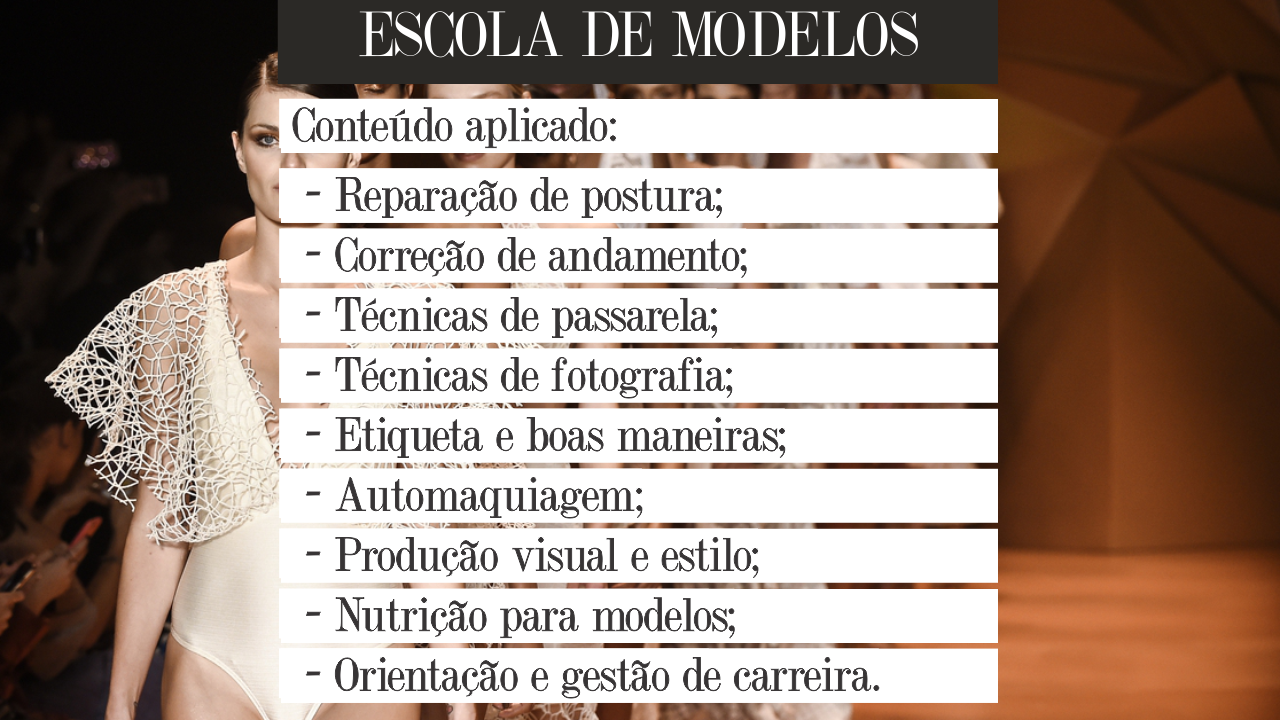 ESCOLA DE MODELOS
Conteúdo aplicado:
- Reparação de postura;
- Correção de andamento;
- Técnicas de passarela;
- Técnicas de fotografia;
- Etiqueta e boas maneiras;
- Automaquiagem;
- Produção visual e estilo;
- Nutrição para modelos;
- Orientação e gestão de carreira.